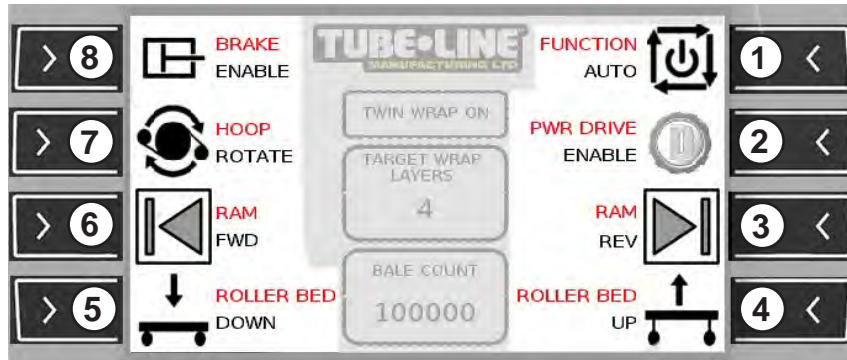 8
BRAKE
ENABLE
TUBE•LINE
MANUFACTURING LTD
FUNCTION
AUTO
1
7
HOOP
ROTATE
TWIN WRAP ON
PWR DRIVE
ENABLE
D
2
6
RAM
FWD
TARGET WRAP
LAYERS
4
RAM
REV
3
5
ROLLER BED
DOWN
BALE COUNT
100000
ROLLER BED
UP
4